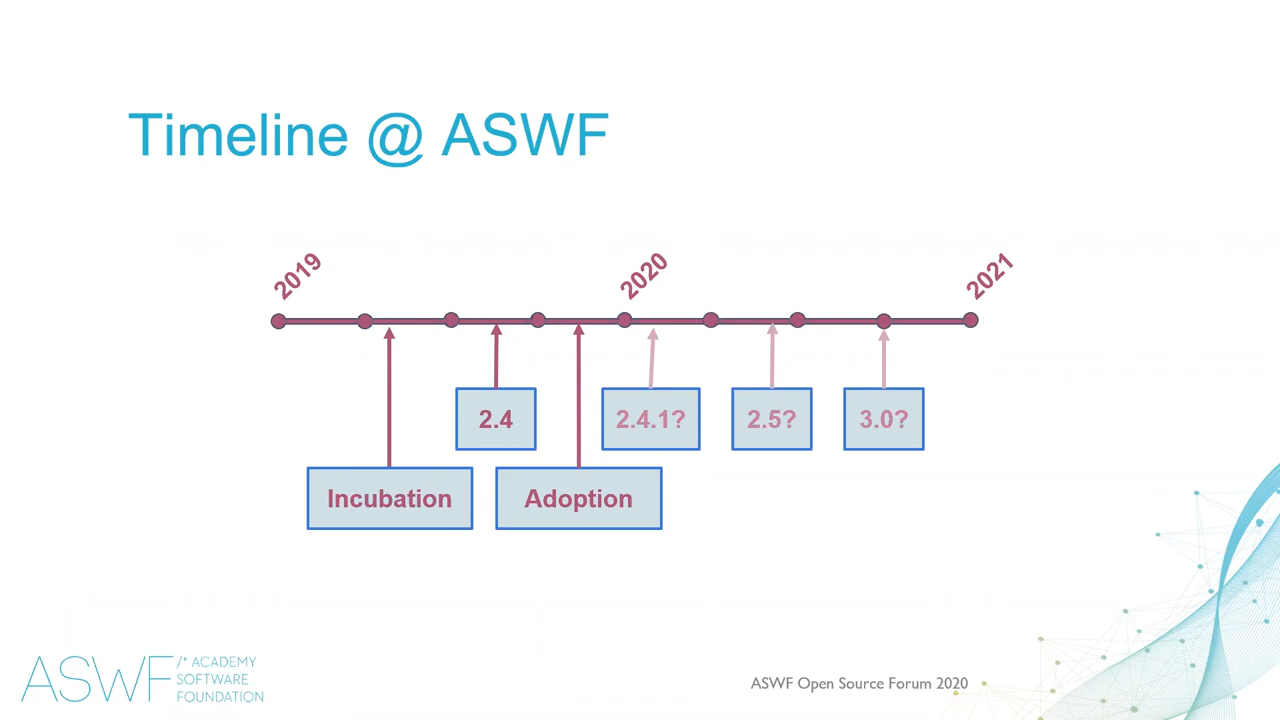 Timeline @ ASWF
2019
2020
2021
2.4
2.4.1?
2.5?
3.0?
Incubation
Adoption
ASWF /* ACADEMY
SOFTWARE
FOUNDATION
ASWF Open Source Forum 2020